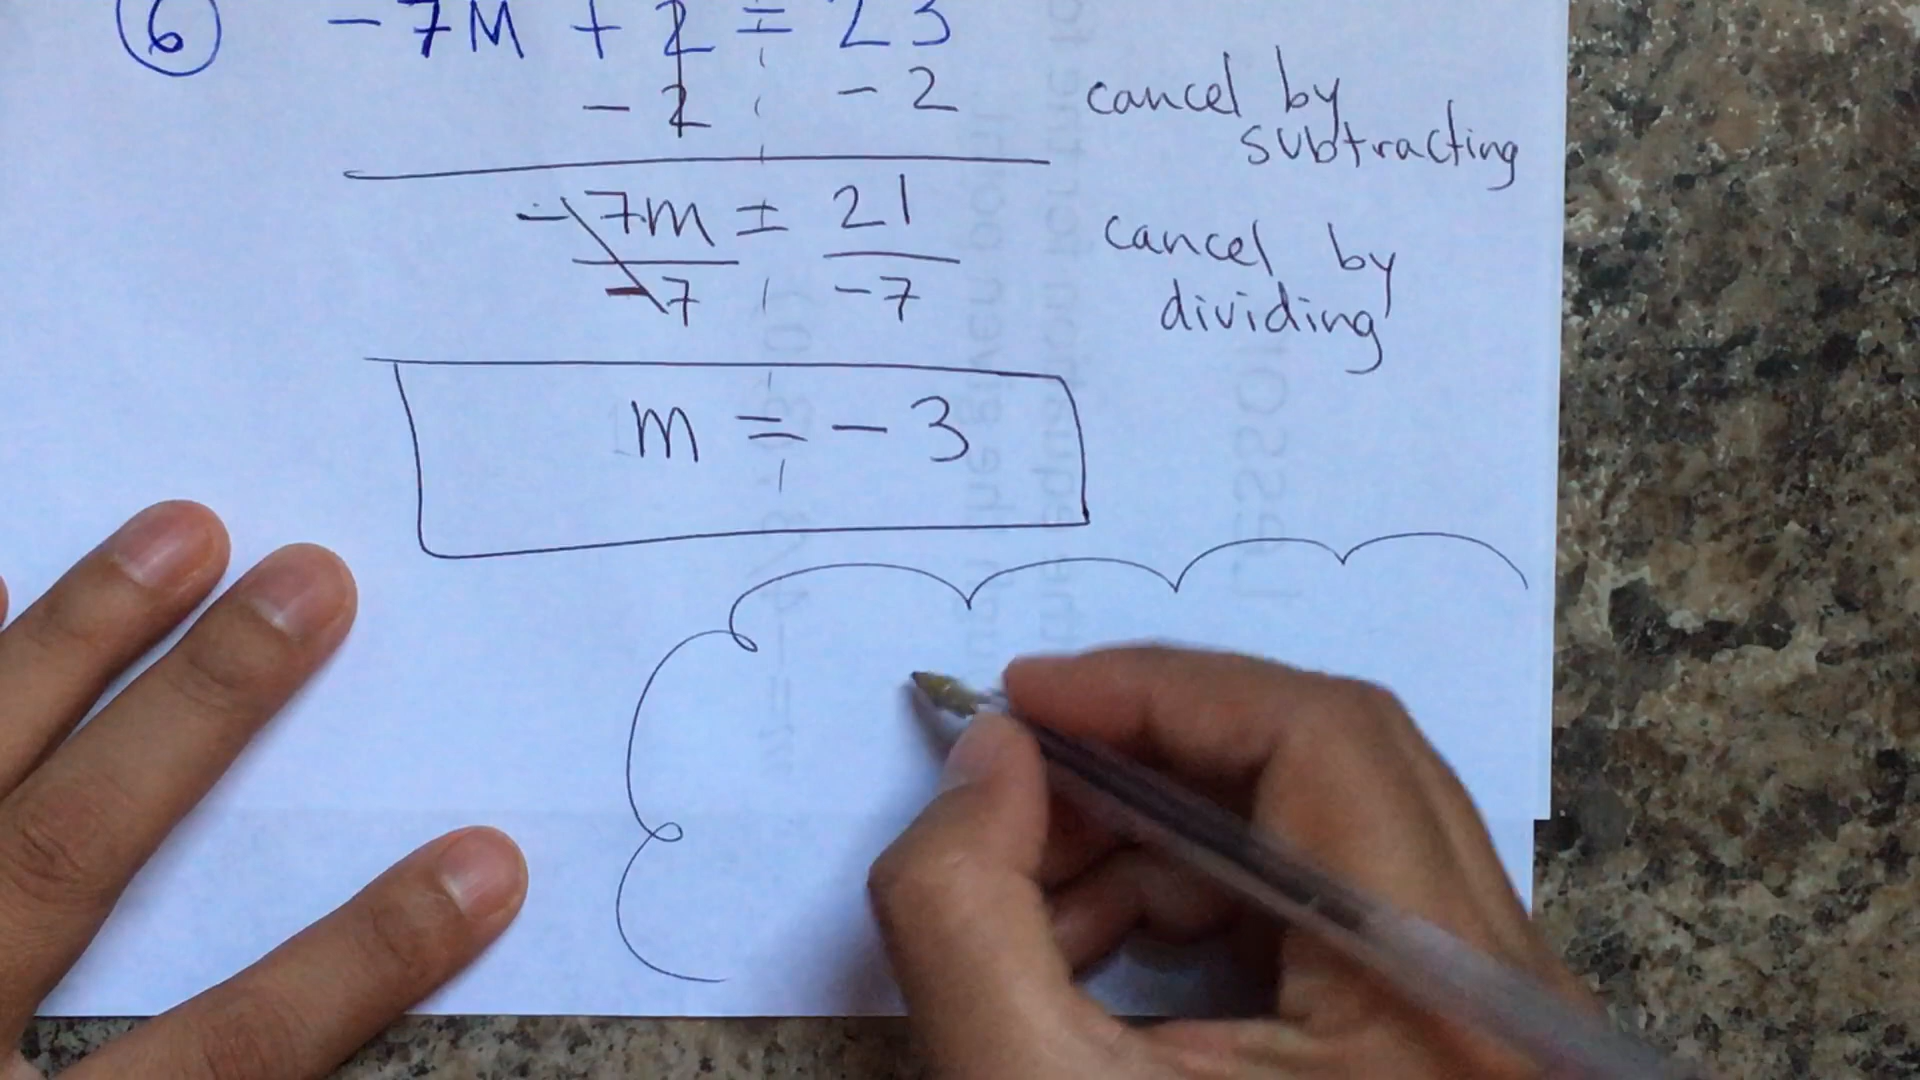 6 -7M + 2 = 23
- 2 - 2
cancel by
subtracting
-7m = 21
-7 -7
cancel by
dividing
m = -3